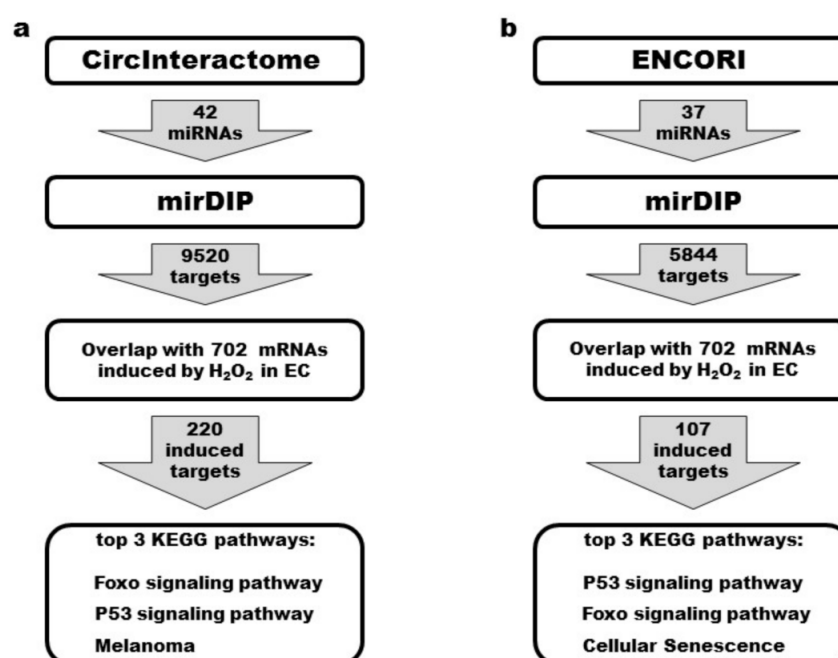 a
CircInteractome
42
miRNAs
mirDIP
9520
targets
Overlap with 702 mRNAs
induced by H₂O₂ in EC
220
induced
targets
top 3 KEGG pathways:
Foxo signaling pathway
P53 signaling pathway
Melanoma
b
ENCORI
37
miRNAs
mirDIP
5844
targets
Overlap with 702 mRNAs
induced by H₂O₂ in EC
107
induced
targets
top 3 KEGG pathways:
P53 signaling pathway
Foxo signaling pathway
Cellular Senescence